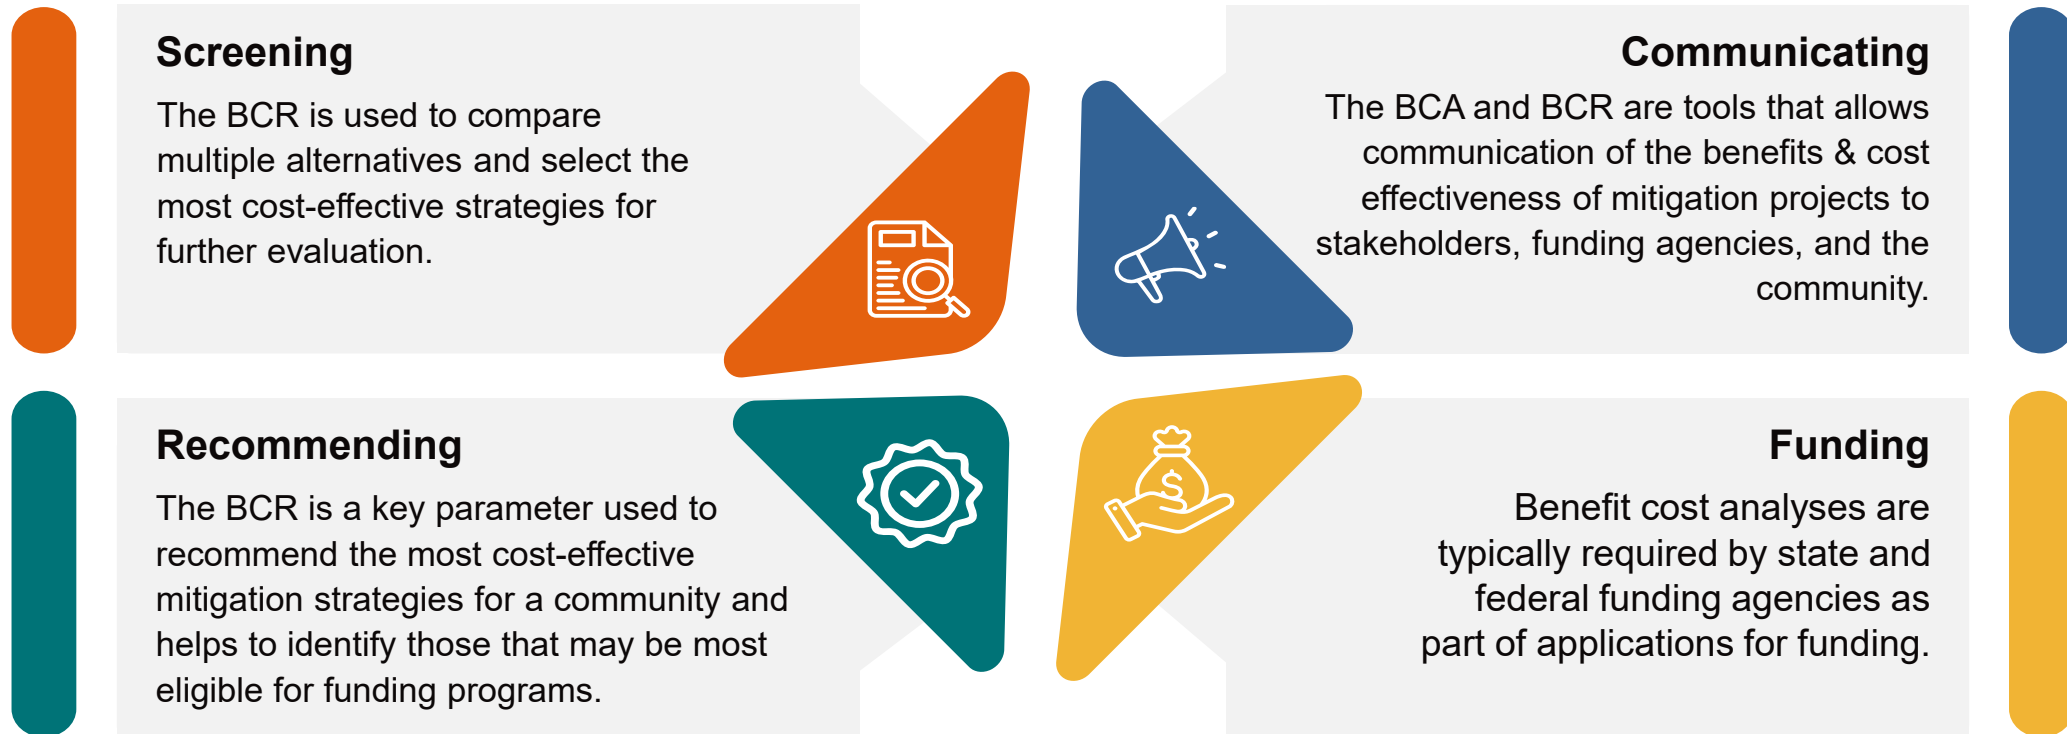 Screening
The BCR is used to compare
multiple alternatives and select the
most cost-effective strategies for
further evaluation.
Communicating
The BCA and BCR are tools that allows
communication of the benefits & cost
effectiveness of mitigation projects to
stakeholders, funding agencies, and the
community.
Recommending
The BCR is a key parameter used to
recommend the most cost-effective
mitigation strategies for a community and
helps to identify those that may be most
eligible for funding programs.
$
Funding
Benefit cost analyses are
typically required by state and
federal funding agencies as
part of applications for funding.